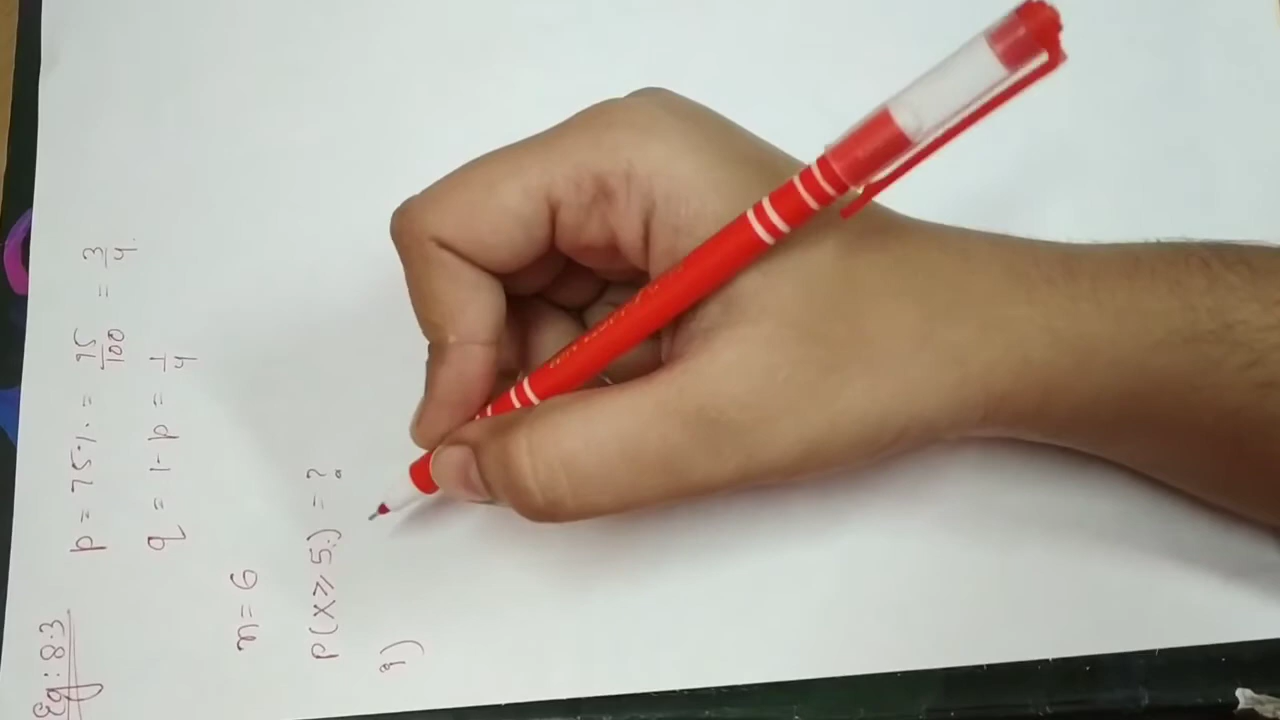 Eg: 8.3
p = 75% = 75/100 = 3/4
q = 1-p = 1/4
n = 6
P(X ≥ 5) = ?
i)